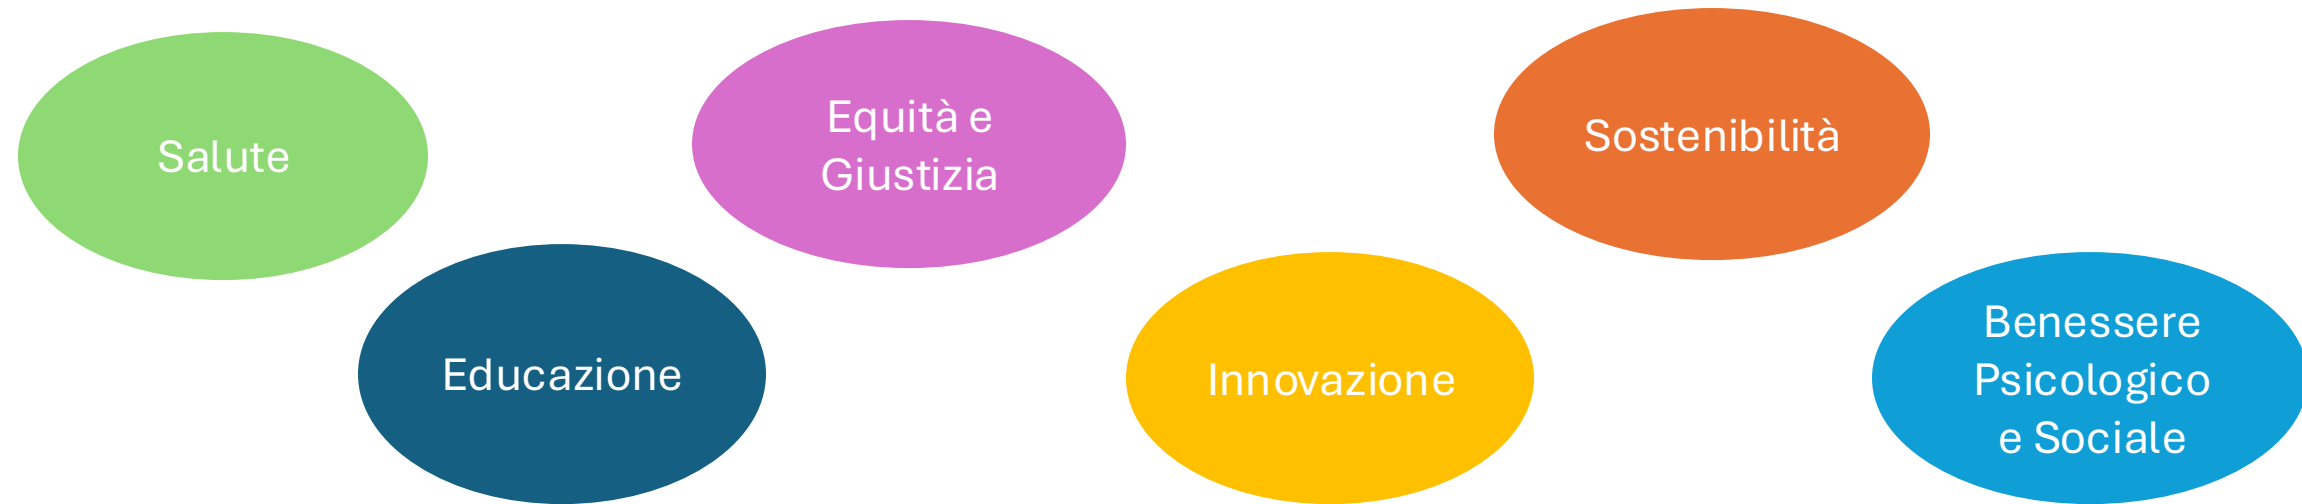 Salute
Educazione
Equità e
Giustizia
Innovazione
Sostenibilità
Benessere
Psicologico
e Sociale